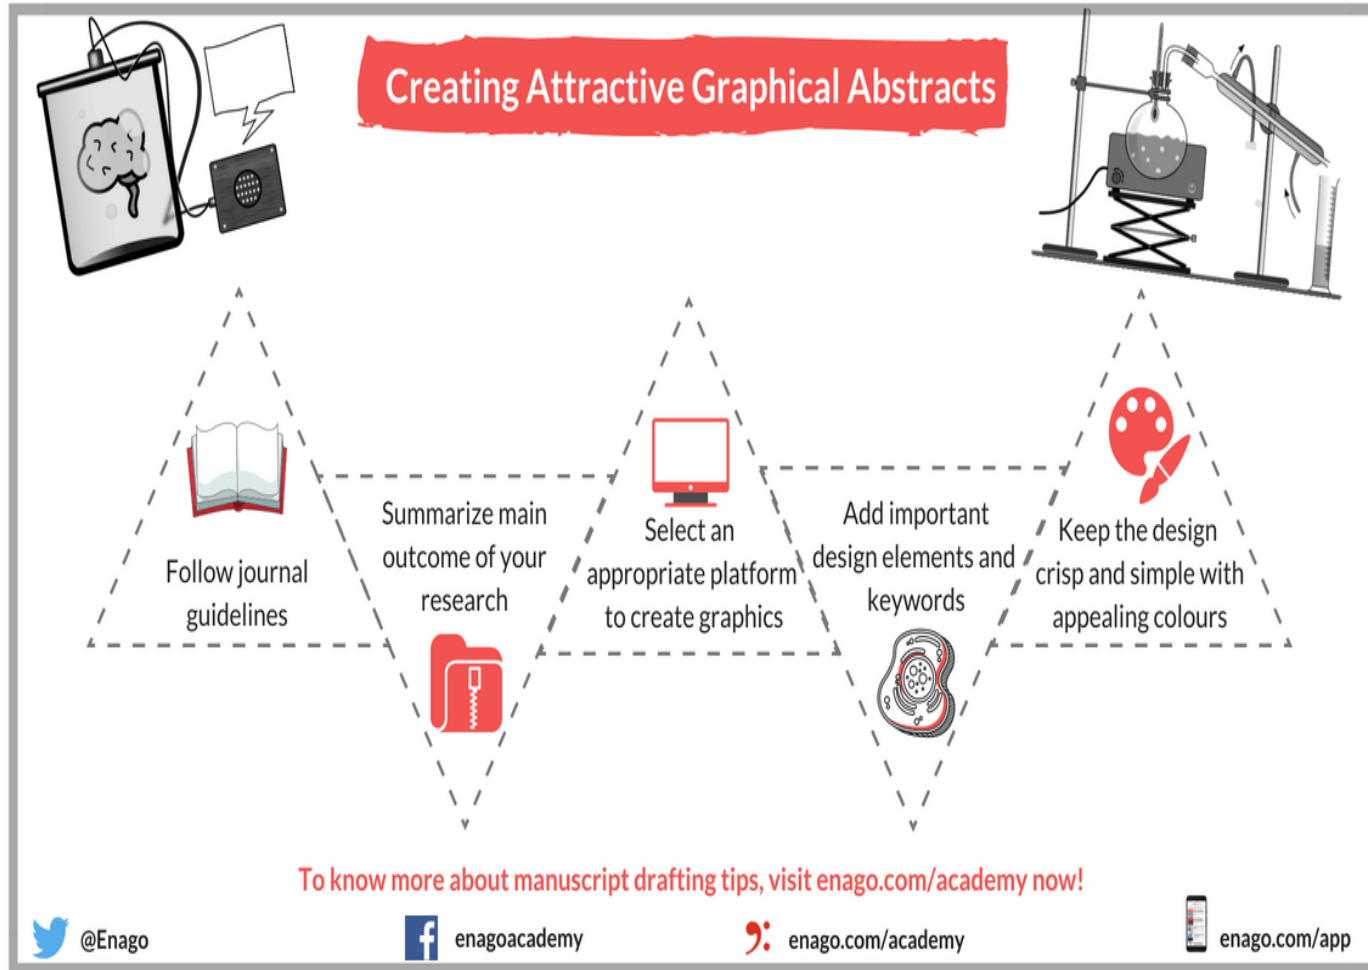 Creating Attractive Graphical Abstracts
Follow journal
guidelines
Summarize main
outcome of your
research
Select an
appropriate platform
to create graphics
Add important
design elements and
keywords
Keep the design
crisp and simple with
appealing colours
To know more about manuscript drafting tips, visit enago.com/academy now!
@Enago
enagoacademy
enago.com/academy
enago.com/app